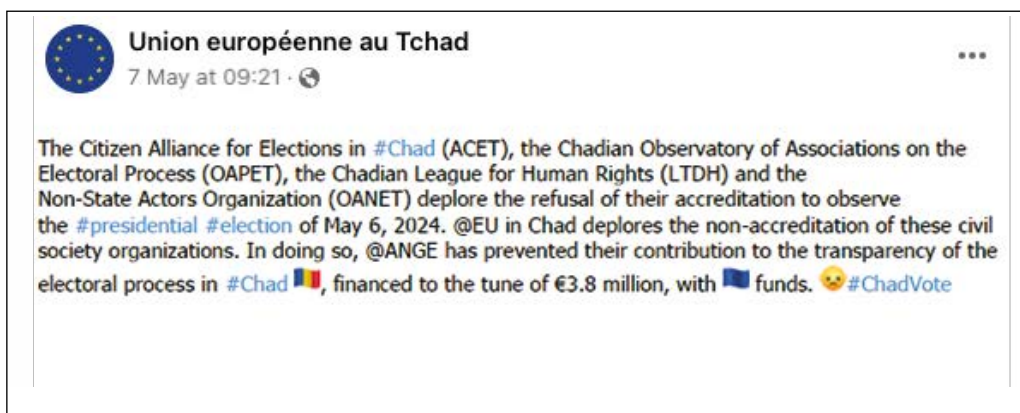 Union européenne au Tchad
7 May at 09:21 ·
The Citizen Alliance for Elections in #Chad (ACET), the Chadian Observatory of Associations on the
Electoral Process (OAPET), the Chadian League for Human Rights (LTDH) and the
Non-State Actors Organization (OANET) deplore the refusal of their accreditation to observe
the #presidential #election of May 6, 2024. @EU in Chad deplores the non-accreditation of these civil
society organizations. In doing so, @ANGE has prevented their contribution to the transparency of the
electoral process in #Chad 🇹🇩, financed to the tune of €3.8 million, with 🇪🇺 funds. 😟#ChadVote